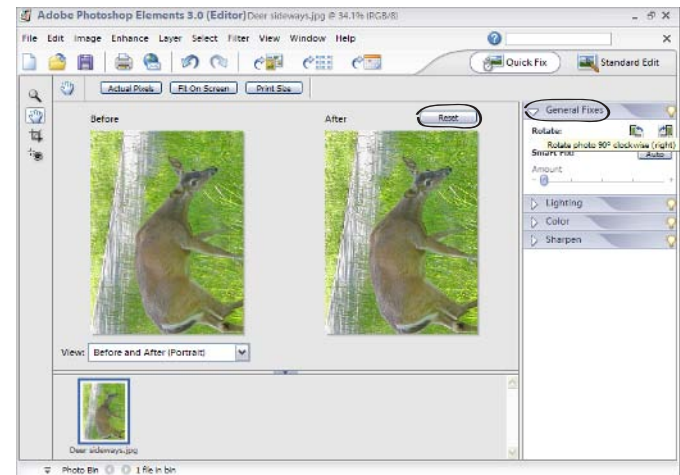 Adobe Photoshop Elements 3.0 (Editor) Deer sideways.jpg @ 34.1% (RGB/8)
File Edit Image Enhance Layer Select Filter View Window Help
Quick Fix Standard Edit
Actual Pixels Fit On Screen Print Size
Before After Reset
General Fixes
Rotate:
Rotate photo 90° clockwise (right)
Smart Fix: Auto
Amount
Lighting
Color
Sharpen
View: Before and After (Portrait)
Deer sideways.jpg
Photo Bin 1 file in bin